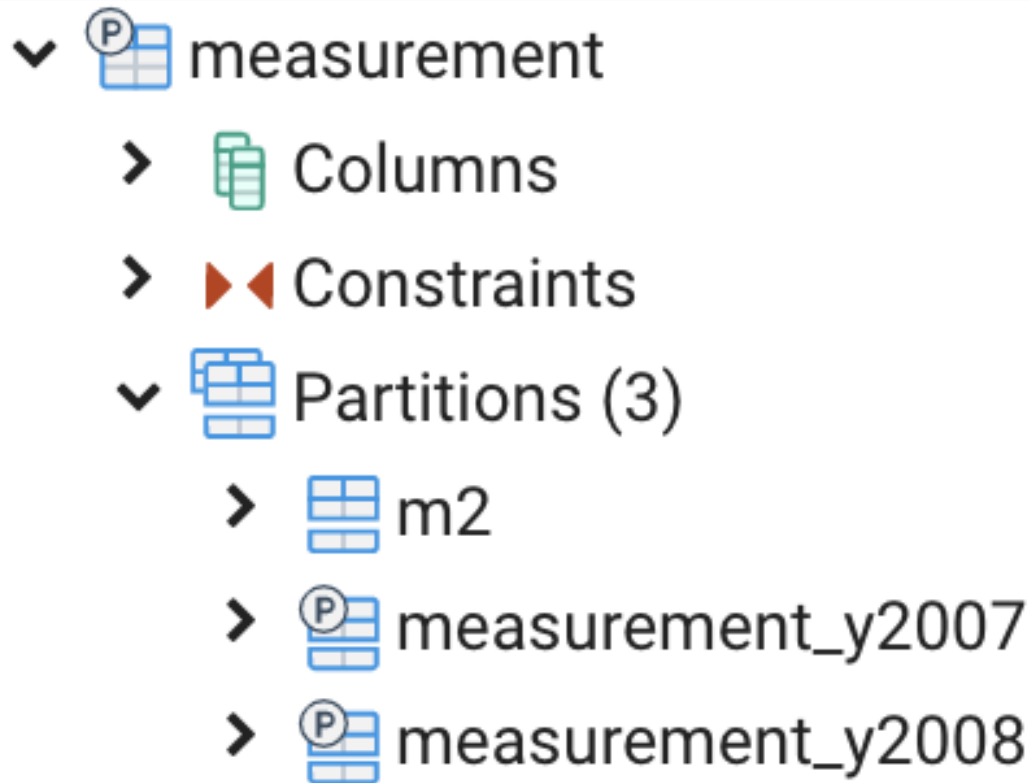 P measurement
Columns
Constraints
Partitions (3)
m2
P measurement_y2007
P measurement_y2008